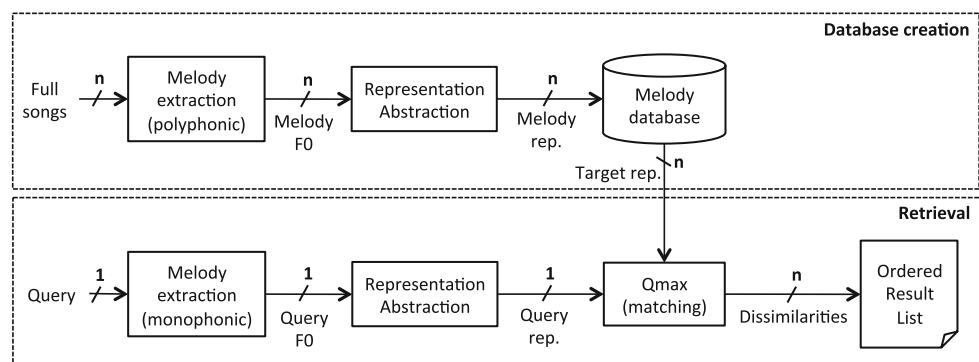 Database creation
Full
songs
n
Melody
extraction
(polyphonic)
n
Melody
F0
Representation
Abstraction
n
Melody
rep.
Melody
database
Target rep.
n
Retrieval
Query
1
Melody
extraction
(monophonic)
1
Query
F0
Representation
Abstraction
1
Query
rep.
Qmax
(matching)
n
Dissimilarities
Ordered
Result
List